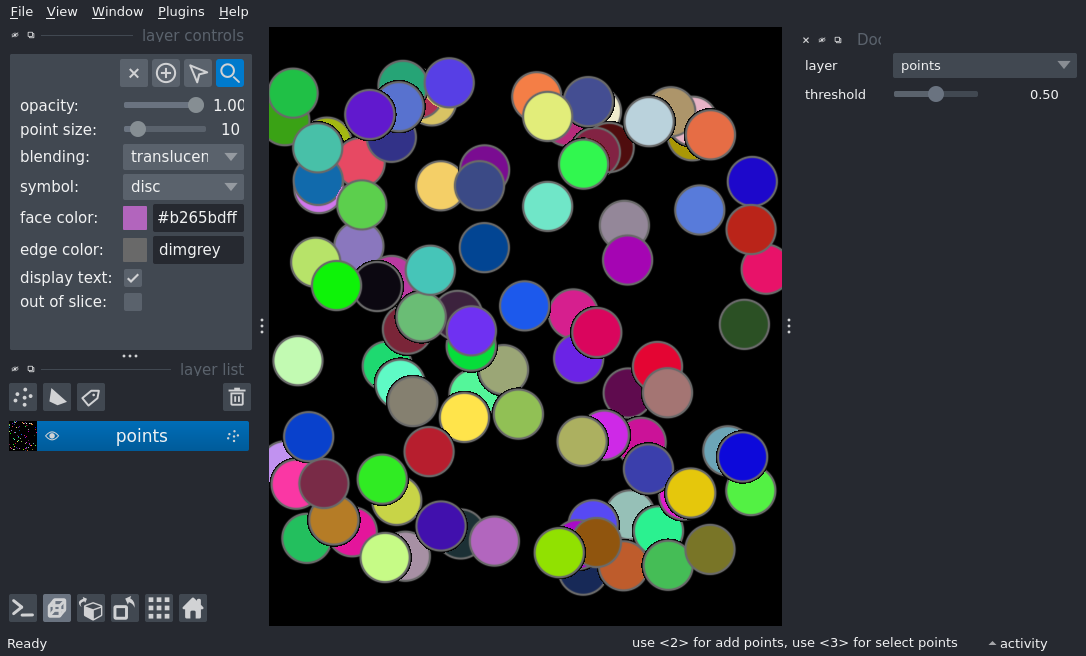 File View Window Plugins Help
layer controls
opacity: 1.00
point size: 10
blending: translucen
symbol: disc
face color: #b265bdff
edge color: dimgrey
display text:
out of slice:
layer list
points
Doc
layer points
threshold 0.50
Ready
use <2> for add points, use <3> for select points
activity